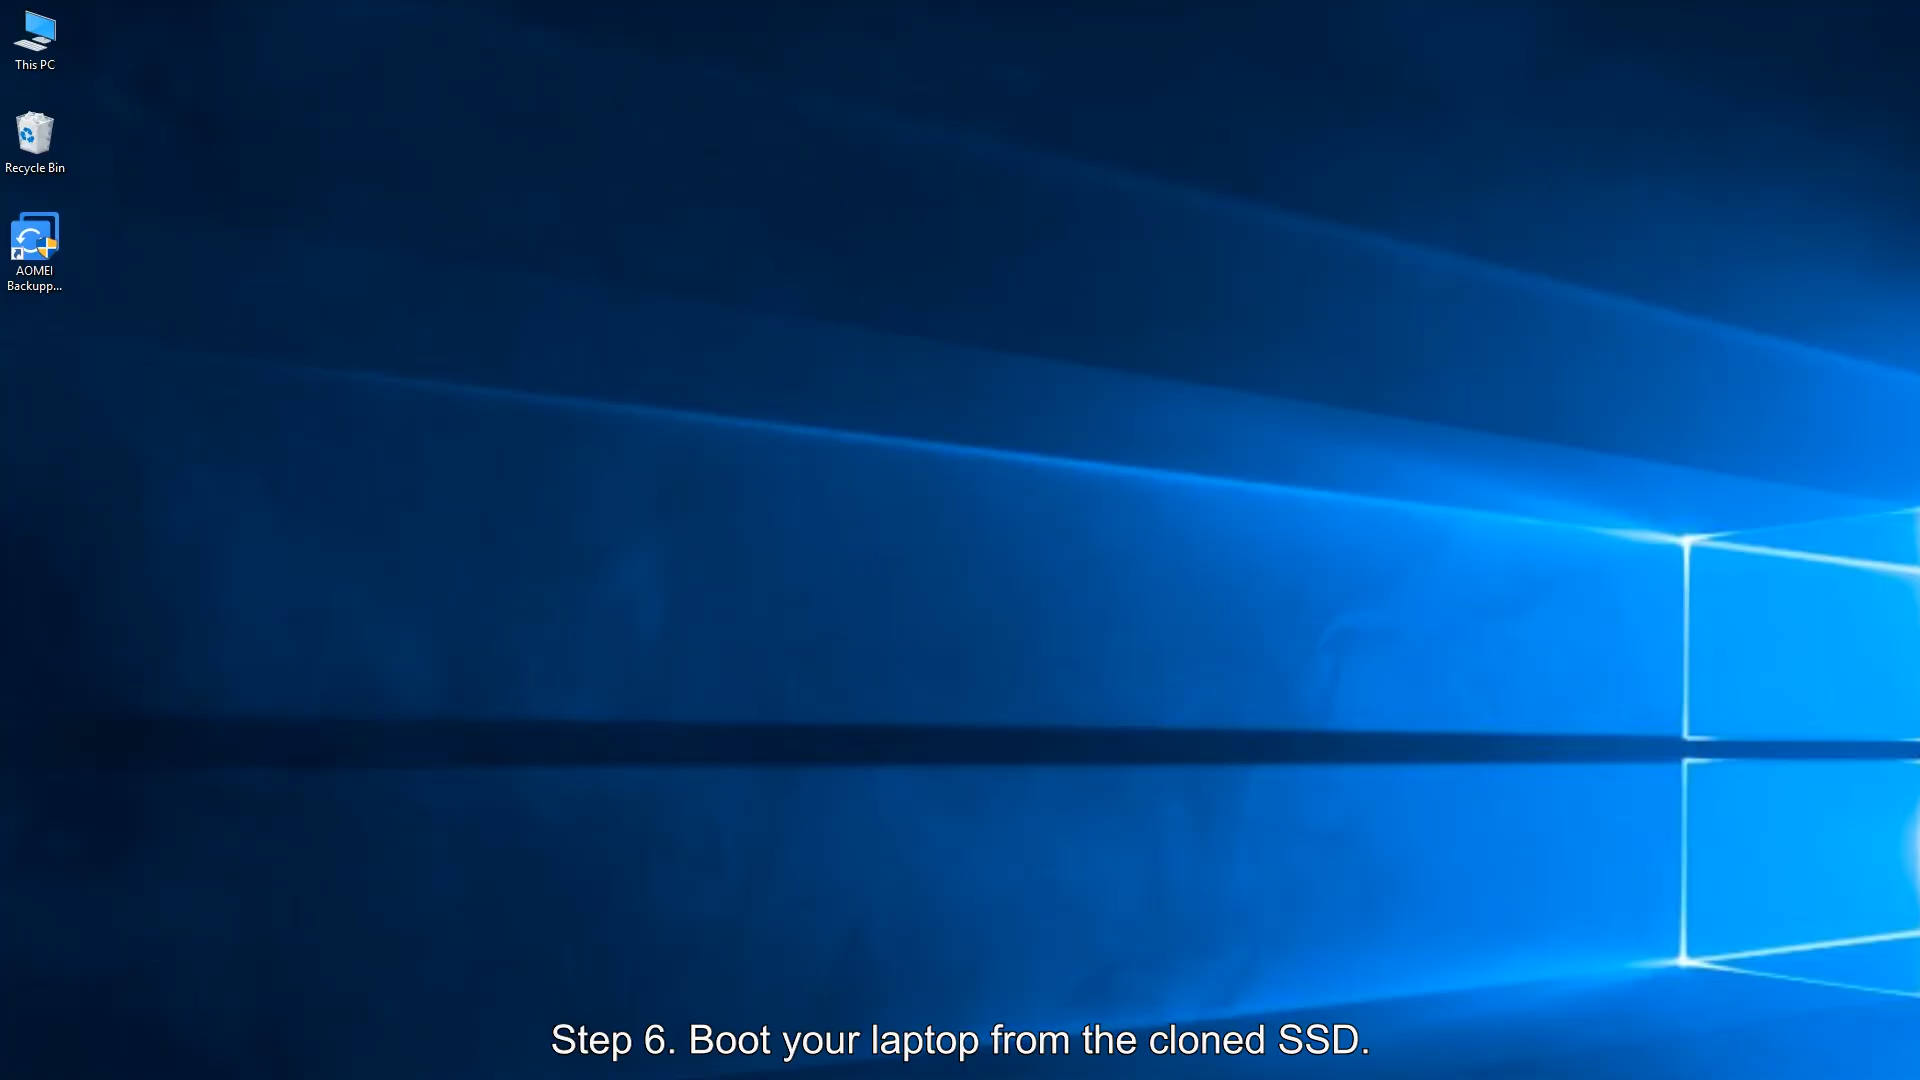 This PC
Recycle Bin
AOMEI
Backupp...
Step 6. Boot your laptop from the cloned SSD.